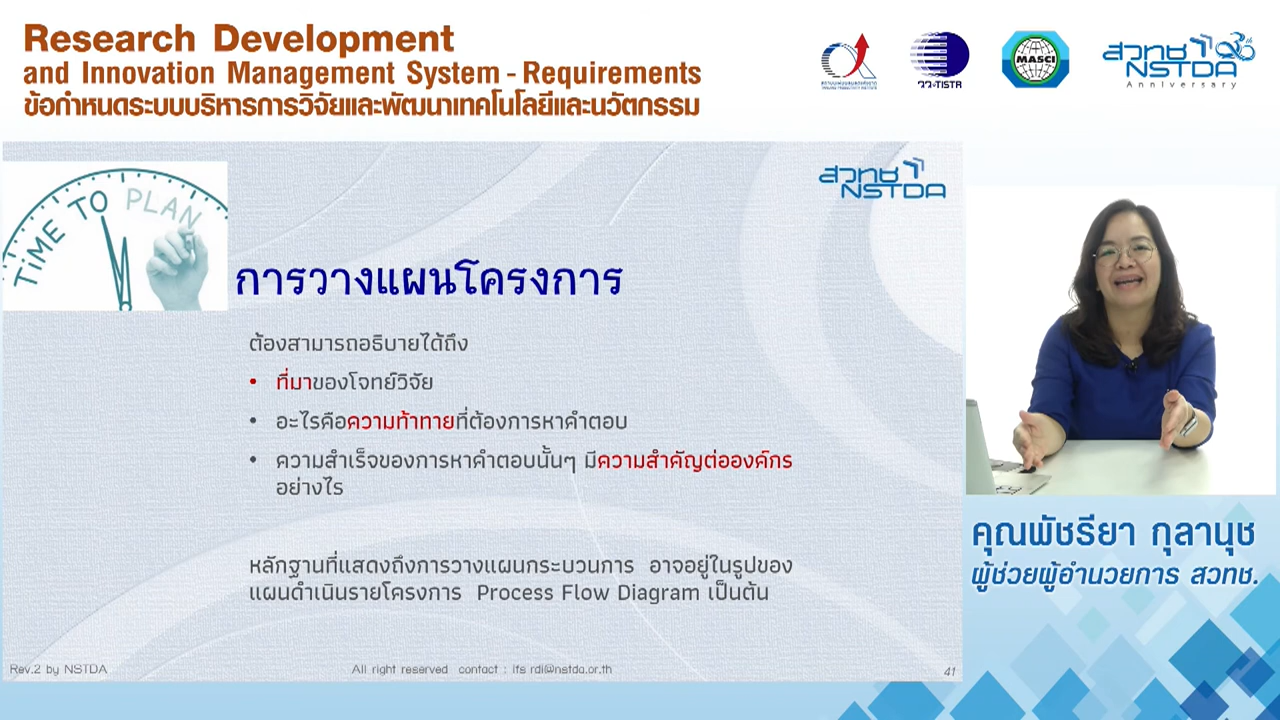 Research Development
and Innovation Management System - Requirements
ข้อกำหนดระบบบริหารการวิจัยและพัฒนาเทคโนโลยีและนวัตกรรม
วว.TISTR
MASCI
สวทช
NSTDA
Anniversary
TIME TO PLAN
สวทช
NSTDA
การวางแผนโครงการ
ต้องสามารถอธิบายได้ถึง
• ที่มาของโจทย์วิจัย
• อะไรคือความท้าทายที่ต้องการหาคำตอบ
• ความสำเร็จของการหาคำตอบนั้นๆ มีความสำคัญต่อองค์กร
อย่างไร
หลักฐานที่แสดงถึงการวางแผนกระบวนการ อาจอยู่ในรูปของ
แผนดำเนินรายโครงการ Process Flow Diagram เป็นต้น
Rev.2 by NSTDA
All right reserved contact : ifs rdi@nstda.or.th
41
คุณพัชรียา กุลานุช
ผู้ช่วยผู้อำนวยการ สวทช.